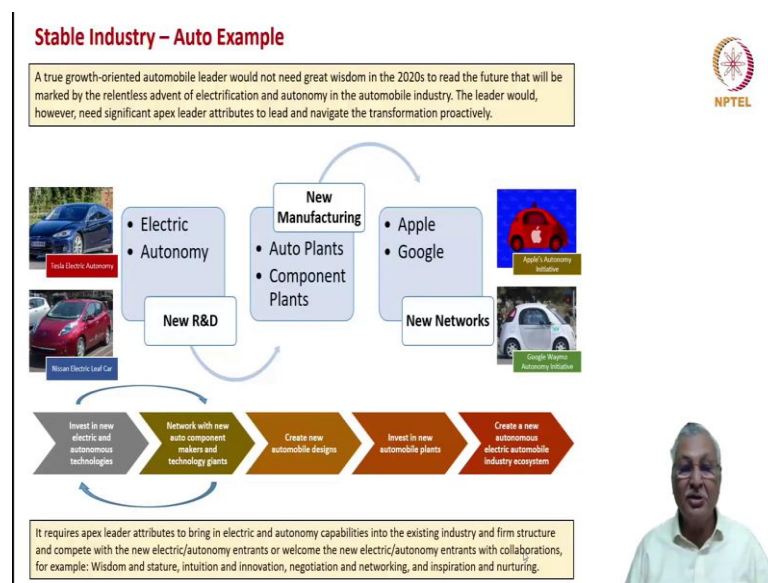 Stable Industry – Auto Example
NPTEL
A true growth-oriented automobile leader would not need great wisdom in the 2020s to read the future that will be
marked by the relentless advent of electrification and autonomy in the automobile industry. The leader would,
however, need significant apex leader attributes to lead and navigate the transformation proactively.
Tesla Electric Autonomy
Nissan Electric Leaf Car
• Electric
• Autonomy
New R&D
New
Manufacturing
• Auto Plants
• Component
Plants
• Apple
• Google
New Networks
Apple's Autonomy
Initiative
Google Waymo
Autonomy Initiative
Invest in new
electric and
autonomous
technologies
Network with new
auto component
makers and
technology giants
Create new
automobile designs
Invest in new
automobile plants
Create a new
autonomous
electric automobile
industry ecosystem
It requires apex leader attributes to bring in electric and autonomy capabilities into the existing industry and firm structure
and compete with the new electric/autonomy entrants or welcome the new electric/autonomy entrants with collaborations,
for example: Wisdom and stature, intuition and innovation, negotiation and networking, and inspiration and nurturing.